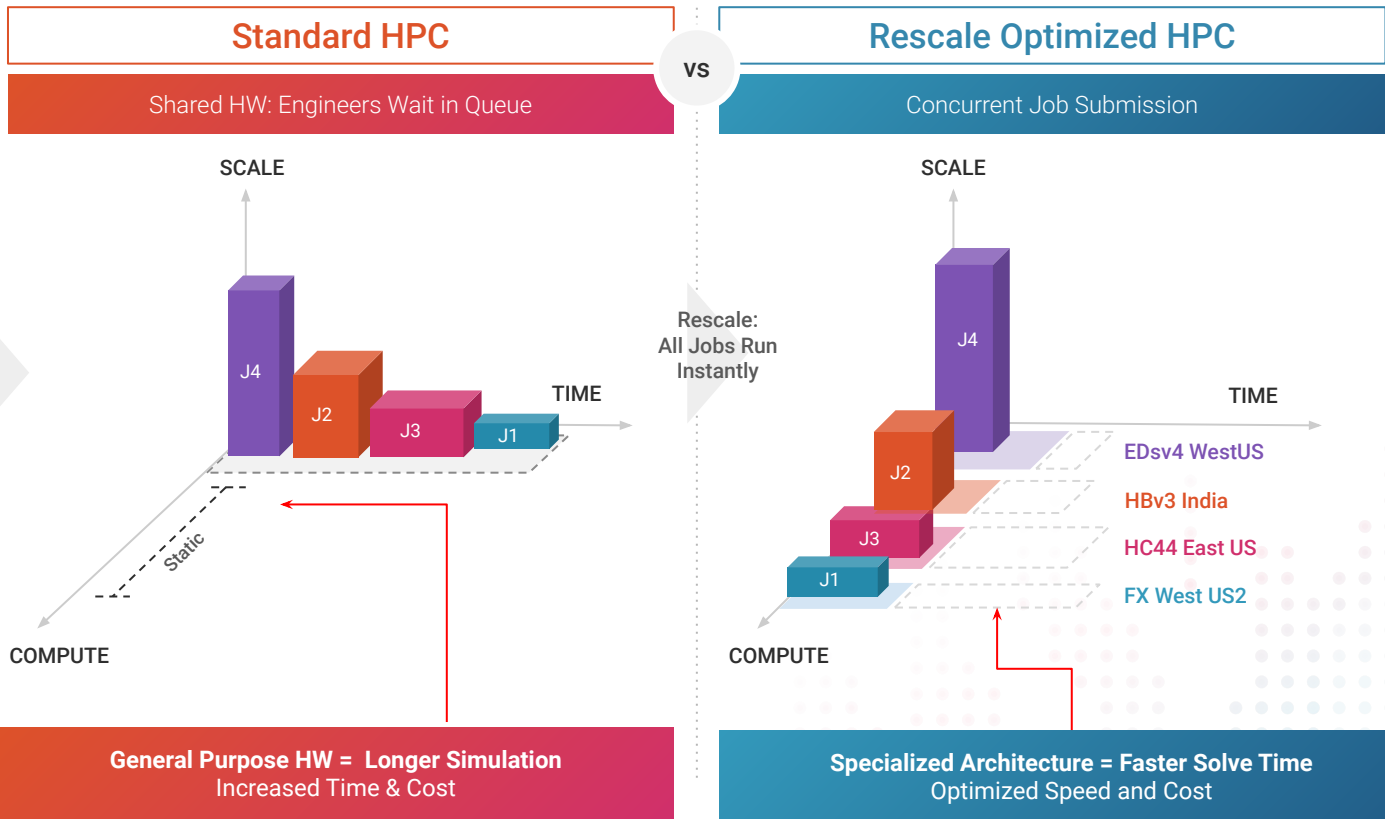 Standard HPC
Shared HW: Engineers Wait in Queue
SCALE
J4
J2
J3
J1
TIME
Static
COMPUTE
General Purpose HW = Longer Simulation
Increased Time & Cost
vs
Rescale:
All Jobs Run
Instantly
Rescale Optimized HPC
Concurrent Job Submission
SCALE
J4
J2
J3
J1
TIME
EDsv4 WestUS
HBv3 India
HC44 East US
FX West US2
COMPUTE
Specialized Architecture = Faster Solve Time
Optimized Speed and Cost